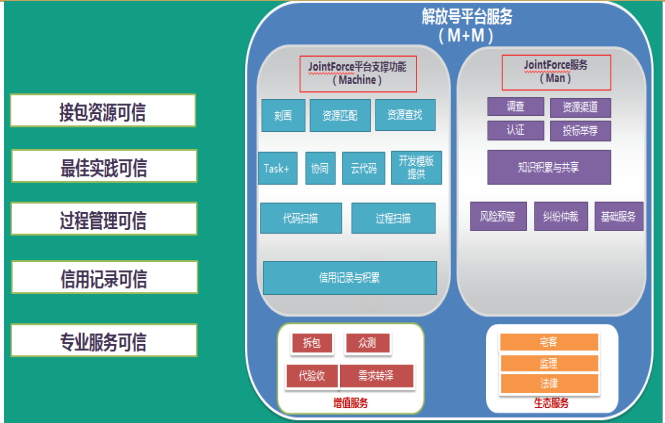 解放号平台服务
（M+M）
接包资源可信
最佳实践可信
过程管理可信
信用记录可信
专业服务可信
JointForce平台支撑功能
（Machine）
刻画
资源匹配
资源查找
Task+
协同
云代码
开发模板
提供
代码扫描
过程扫描
信用记录与积累
JointForce服务
（Man）
调查
资源渠道
认证
投标举荐
知识积累与共享
风险预警
纠纷仲裁
基础服务
拆包
众测
代验收
需求转译
增值服务
宅客
监理
法律
生态服务